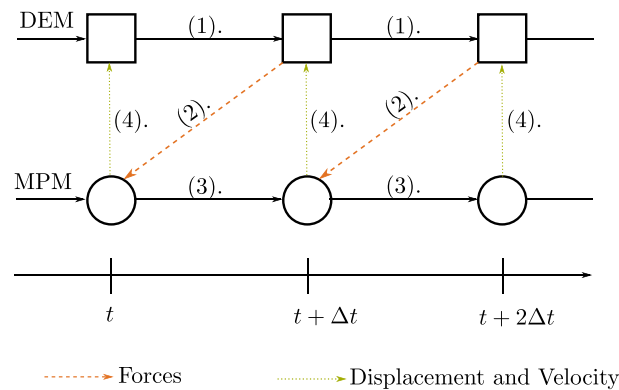 DEM (1). (1).
(2). (2).
(4). (4). (4).
MPM (3). (3).
t t + Δt t + 2Δt
Forces Displacement and Velocity